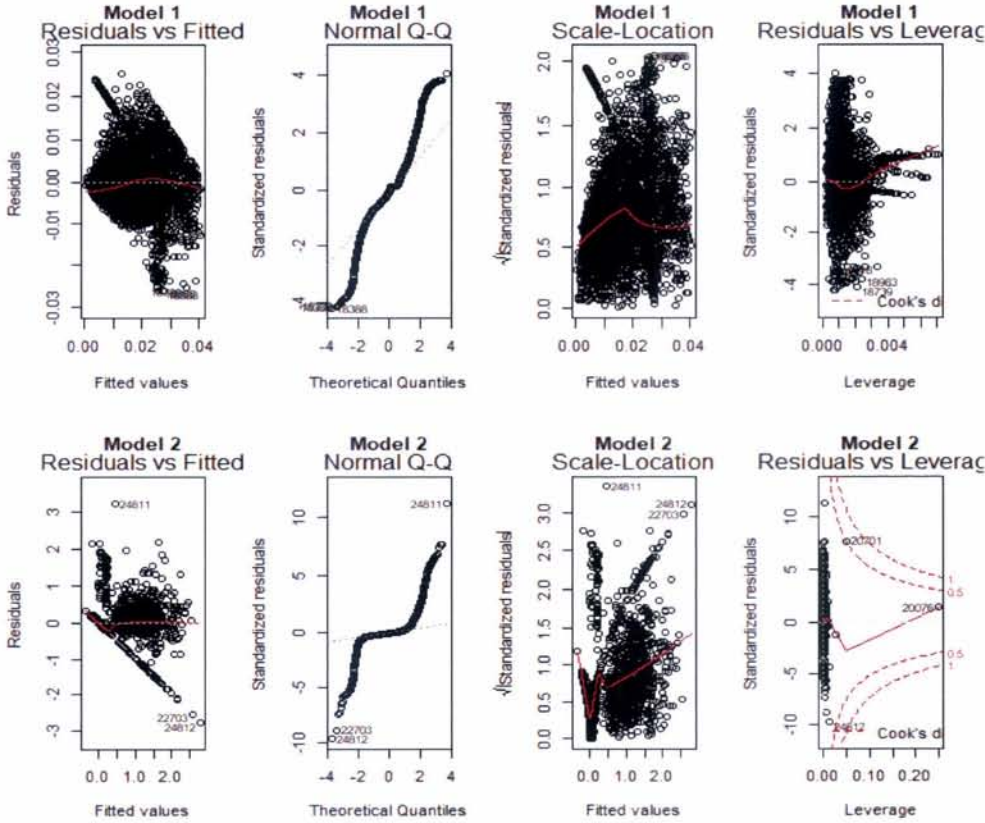 Model 1
Residuals vs Fitted
Residuals
0.03
0.02
0.01
0.00
-0.01
-0.03
0.00 0.02 0.04
Fitted values
Model 1
Normal Q-Q
Standardized residuals
4
2
0
-2
-4
18388
-4 -2 0 2 4
Theoretical Quantiles
Model 1
Scale-Location
√|Standardized residuals|
2.0
1.5
1.0
0.5
0.0
0.00 0.02 0.04
Fitted values
Model 1
Residuals vs Leverag
Standardized residuals
4
2
0
-2
-4
18963
18739
Cook's di
0.000 0.004
Leverage
Model 2
Residuals vs Fitted
Residuals
3
2
1
0
-1
-2
-3
24811
22703
24812
0.0 1.0 2.0
Fitted values
Model 2
Normal Q-Q
Standardized residuals
10
5
0
-5
-10
24811
22703
24812
-4 -2 0 2 4
Theoretical Quantiles
Model 2
Scale-Location
√|Standardized residuals|
3.0
2.5
2.0
1.5
1.0
0.5
0.0
24811
24812
22703
0.0 1.0 2.0
Fitted values
Model 2
Residuals vs Leverag
Standardized residuals
10
5
0
-5
-10
20701
1
0.5
20076
0.5
1
24812
Cook's di
0.00 0.10 0.20
Leverage